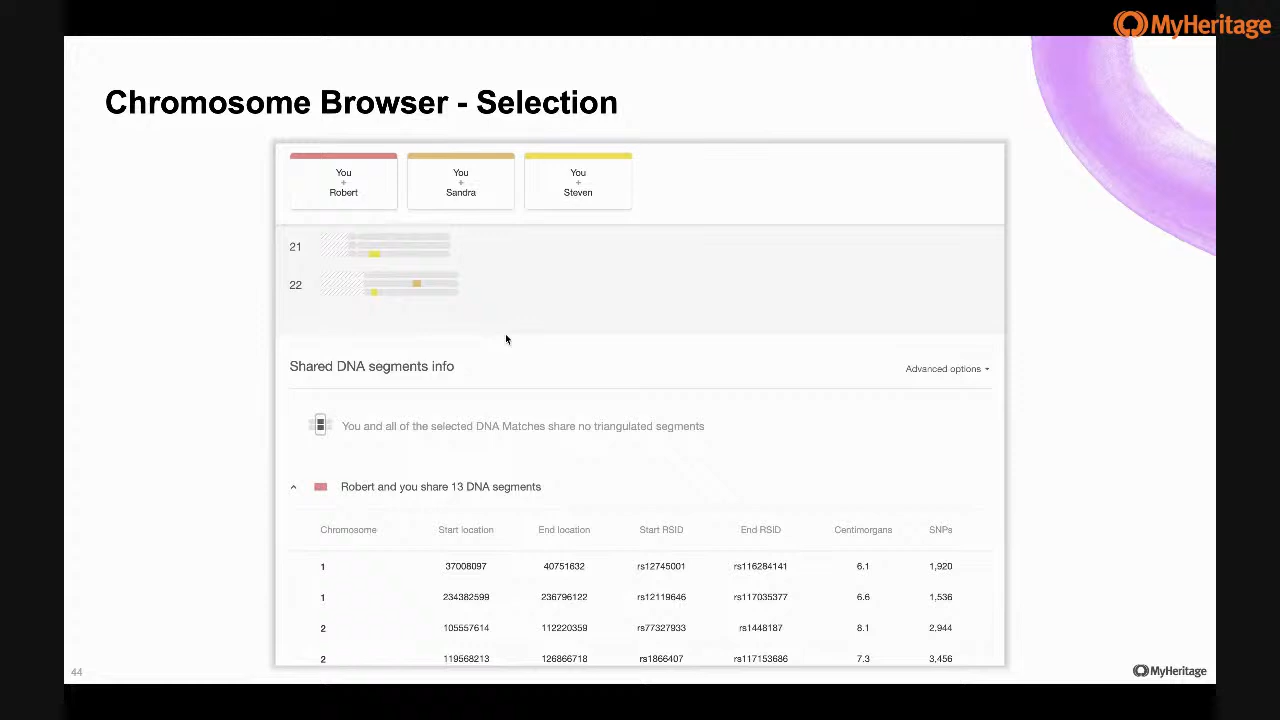 MyHeritage
Chromosome Browser - Selection
You + Robert
You + Sandra
You + Steven
21
22
Shared DNA segments info
Advanced options
You and all of the selected DNA Matches share no triangulated segments
Robert and you share 13 DNA segments
Chromosome Start location End location Start RSID End RSID Centimorgans SNPs
1 37008097 40751632 rs12745001 rs116284141 6.1 1,920
1 234382599 236796122 rs12119646 rs117035377 6.6 1,536
2 105557614 112220359 rs77327933 rs1448187 8.1 2,944
2 119568213 126866718 rs1866407 rs117153686 7.3 3,456
44
MyHeritage